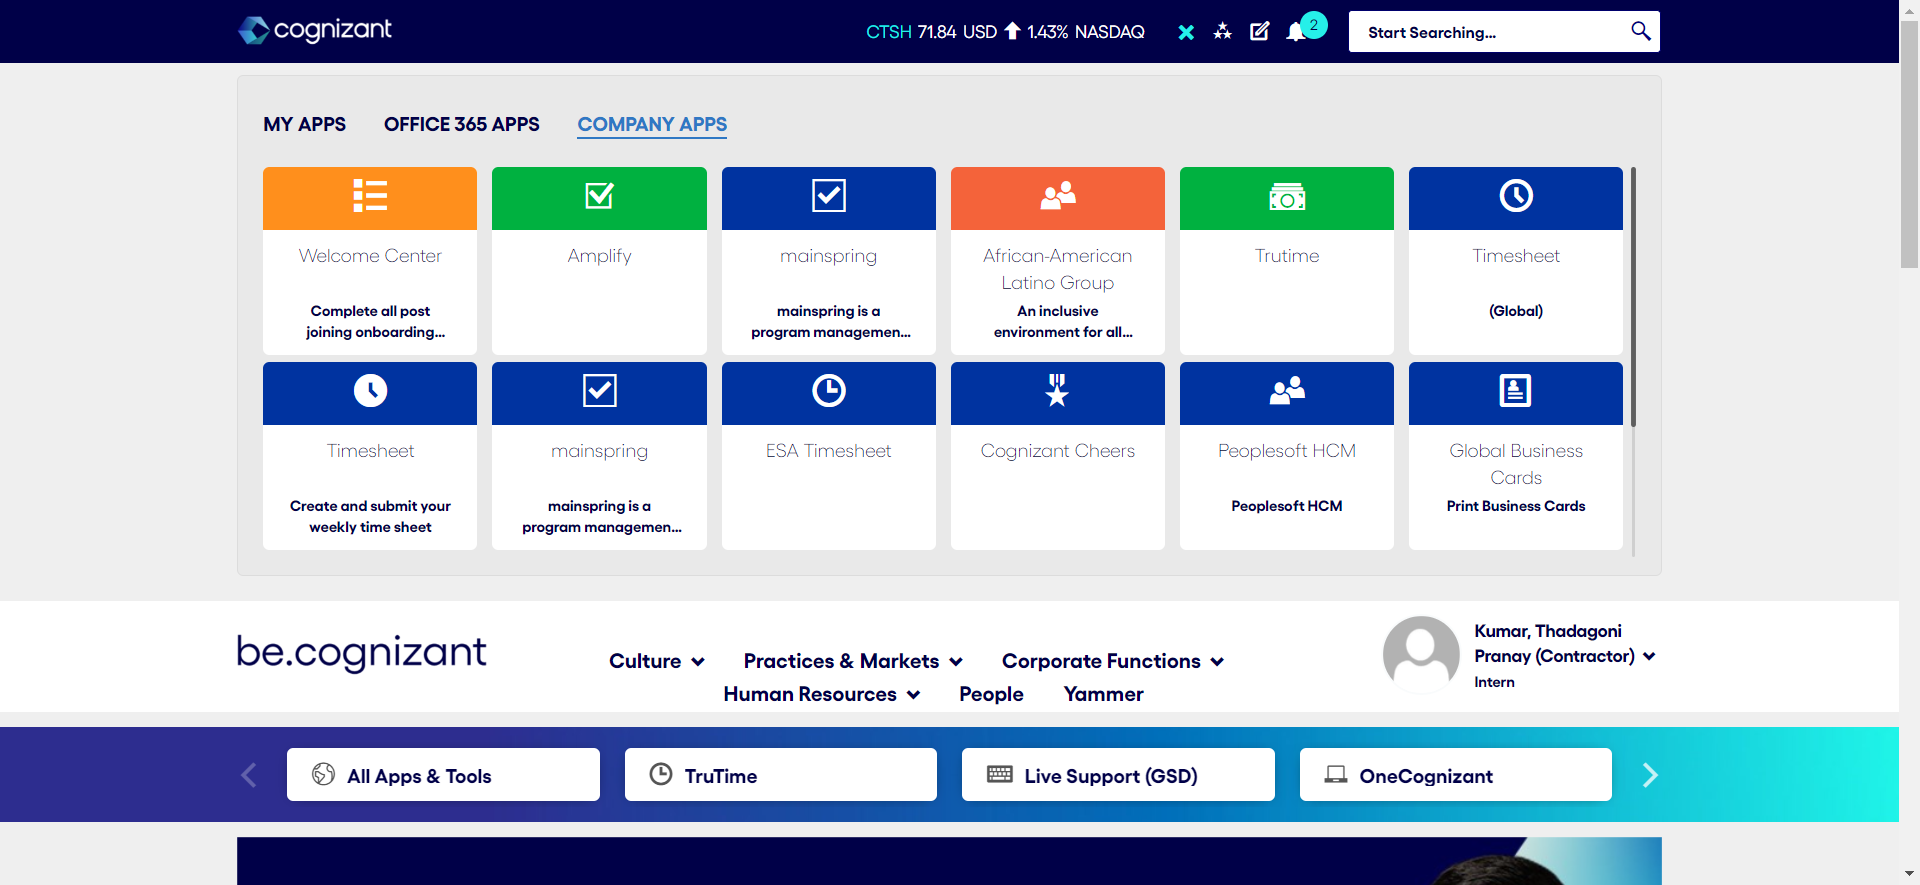 cognizant
CTSH 71.84 USD 1.43% NASDAQ
2
Start Searching...
MY APPS
OFFICE 365 APPS
COMPANY APPS
Welcome Center
Complete all post
joining onboarding...
Amplify
mainspring
mainspring is a
program managemen...
African-American
Latino Group
An inclusive
environment for all...
Trutime
Timesheet
(Global)
Timesheet
Create and submit your
weekly time sheet
mainspring
mainspring is a
program managemen...
ESA Timesheet
Cognizant Cheers
Peoplesoft HCM
Peoplesoft HCM
Global Business
Cards
Print Business Cards
be.cognizant
Culture
Practices & Markets
Corporate Functions
Human Resources
People
Yammer
Kumar, Thadagoni
Pranay (Contractor)
Intern
All Apps & Tools
TruTime
Live Support (GSD)
OneCognizant